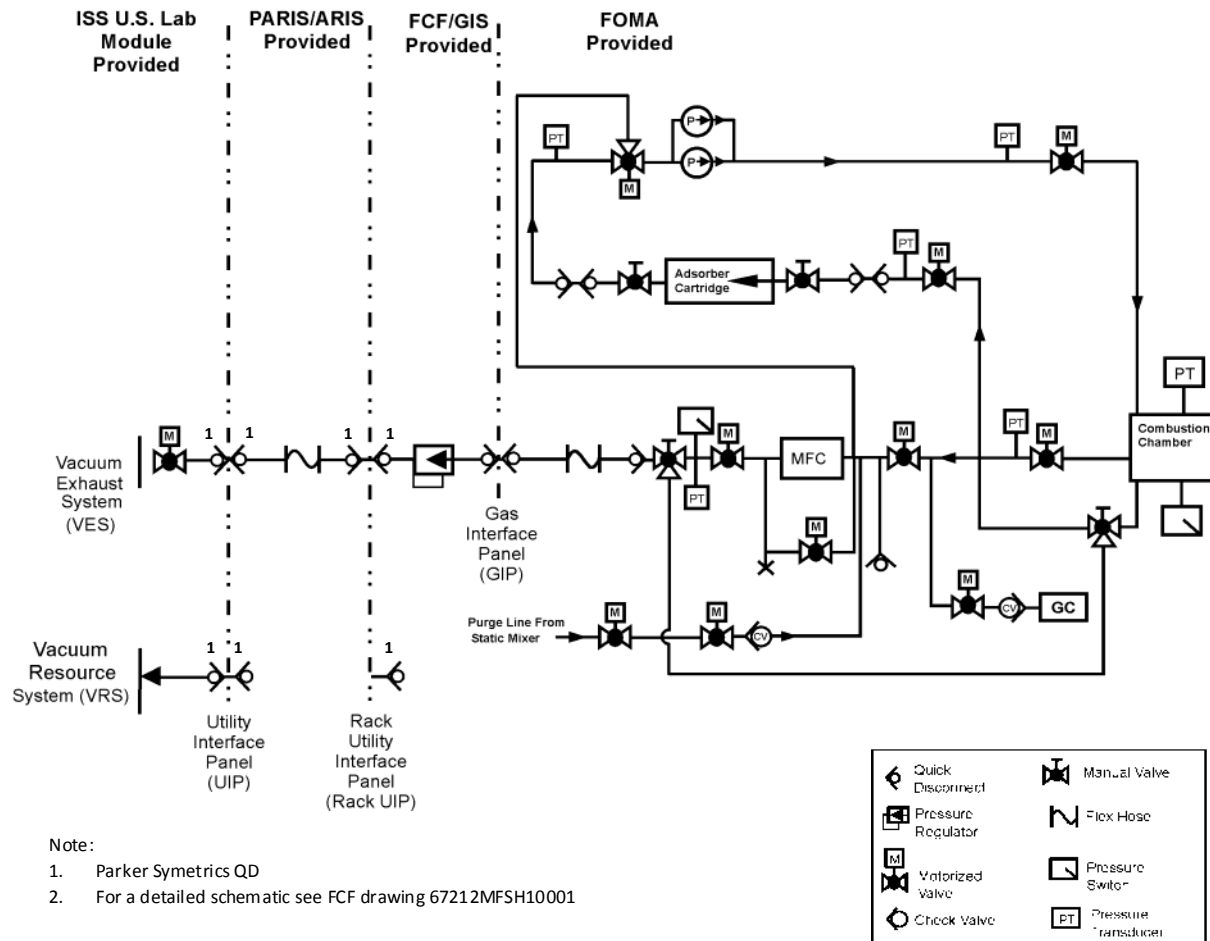 ISS U.S. Lab
Module
Provided
PARIS/ARIS
Provided
FCF/GIS
Provided
FOMA
Provided
P
P
PT
M
PT
M
PT
M
Adsorber
Cartridge
PT
Combustion
Chamber
M
1
1
1
1
M
MFC
M
PT
M
PT
Vacuum
Exhaust
System
(VES)
Gas
Interface
Panel
(GIP)
M
M
CV
GC
Purge Line From
Static Mixer
M
M
CV
Vacuum
Resource
System (VRS)
1
1
1
Utility
Interface
Panel
(UIP)
Rack
Utility
Interface
Panel
(Rack UIP)
Quick
Disconnect
Manual Valve
Pressure
Regulator
Flex Hose
M
Motorized
Valve
Pressure
Switch
Check Valve
PT
Pressure
Transducer
Note:
1. Parker Symetrics QD
2. For a detailed schematic see FCF drawing 67212MFSH10001